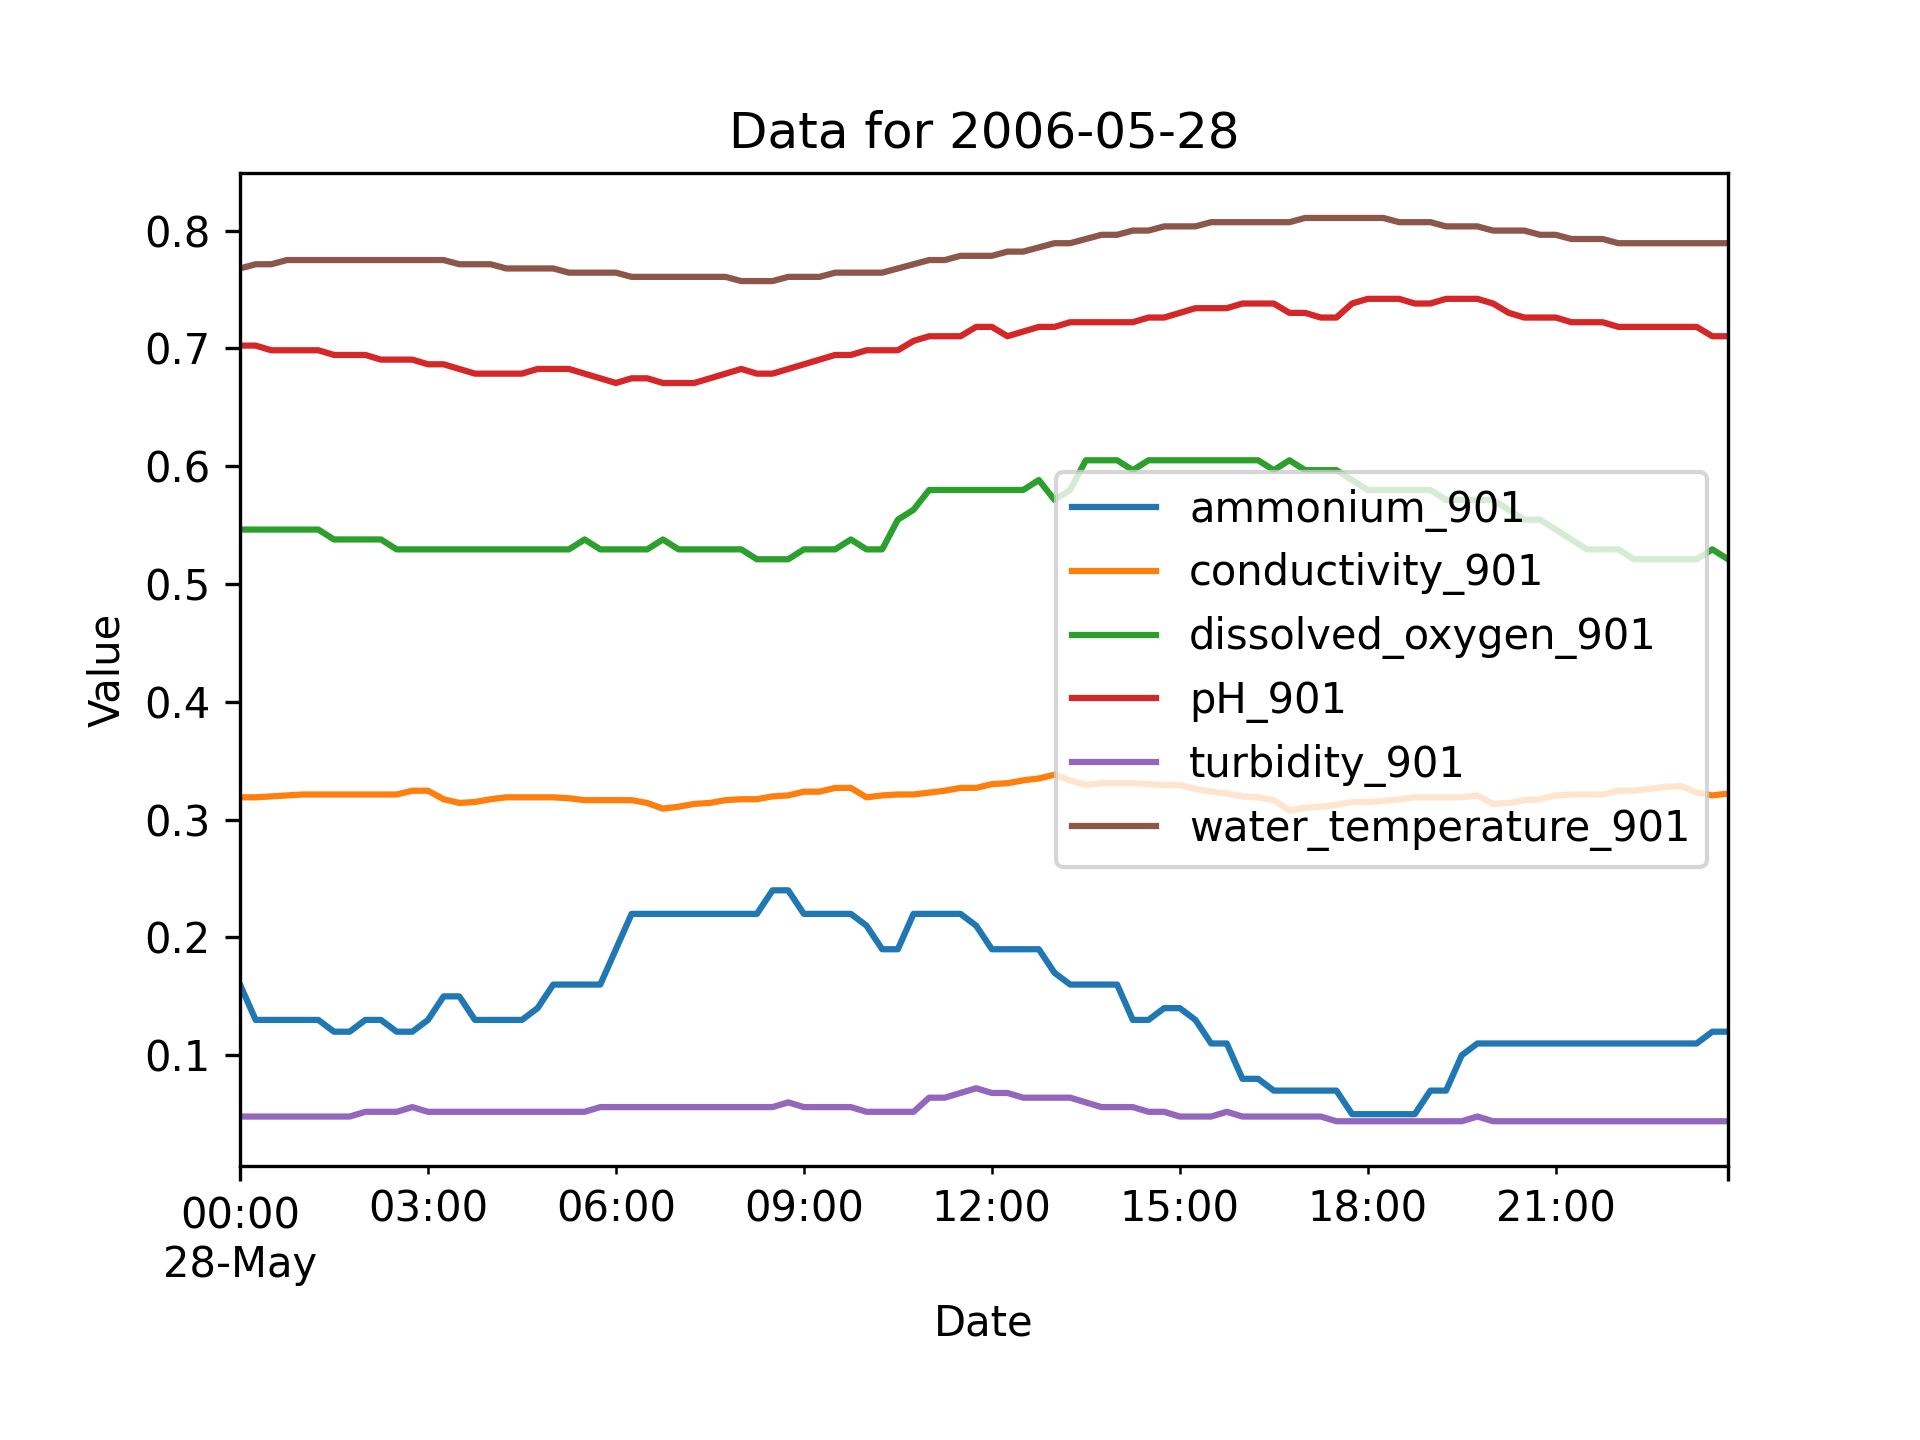 Data for 2006-05-28
0.8
0.7
0.6
0.5
0.4
0.3
0.2
0.1
Value
ammonium_901
conductivity_901
dissolved_oxygen_901
pH_901
turbidity_901
water_temperature_901
00:00 03:00 06:00 09:00 12:00 15:00 18:00 21:00
28-May
Date